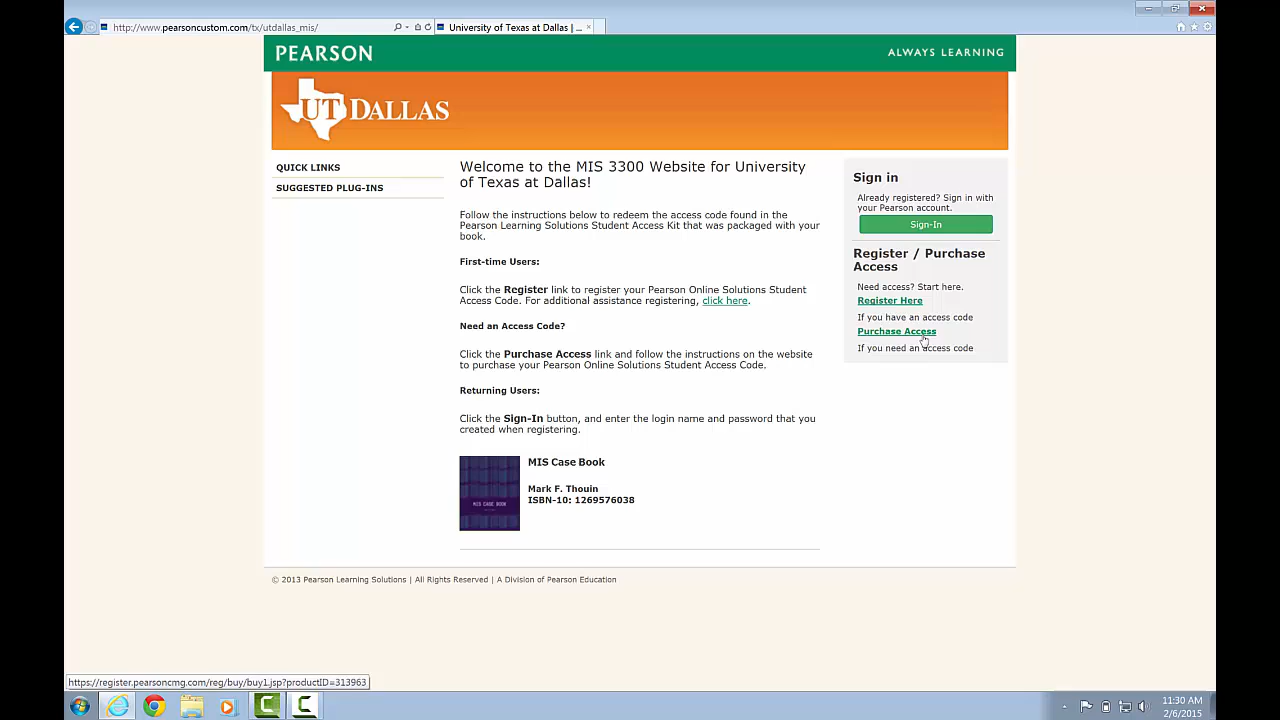 http://www.pearsoncustom.com/tx/utdallas_mis/
University of Texas at Dallas | ...
PEARSON
ALWAYS LEARNING
UT DALLAS
QUICK LINKS
SUGGESTED PLUG-INS
Welcome to the MIS 3300 Website for University
of Texas at Dallas!
Follow the instructions below to redeem the access code found in the
Pearson Learning Solutions Student Access Kit that was packaged with your
book.
First-time Users:
Click the Register link to register your Pearson Online Solutions Student
Access Code. For additional assistance registering, click here.
Need an Access Code?
Click the Purchase Access link and follow the instructions on the website
to purchase your Pearson Online Solutions Student Access Code.
Returning Users:
Click the Sign-In button, and enter the login name and password that you
created when registering.
MIS CASE BOOK
MIS Case Book
Mark F. Thouin
ISBN-10: 1269576038
Sign in
Already registered? Sign in with
your Pearson account.
Sign-In
Register / Purchase
Access
Need access? Start here.
Register Here
If you have an access code
Purchase Access
If you need an access code
© 2013 Pearson Learning Solutions | All Rights Reserved | A Division of Pearson Education
https://register.pearsoncmg.com/reg/buy/buy1.jsp?productID=313963
11:30 AM
2/6/2015